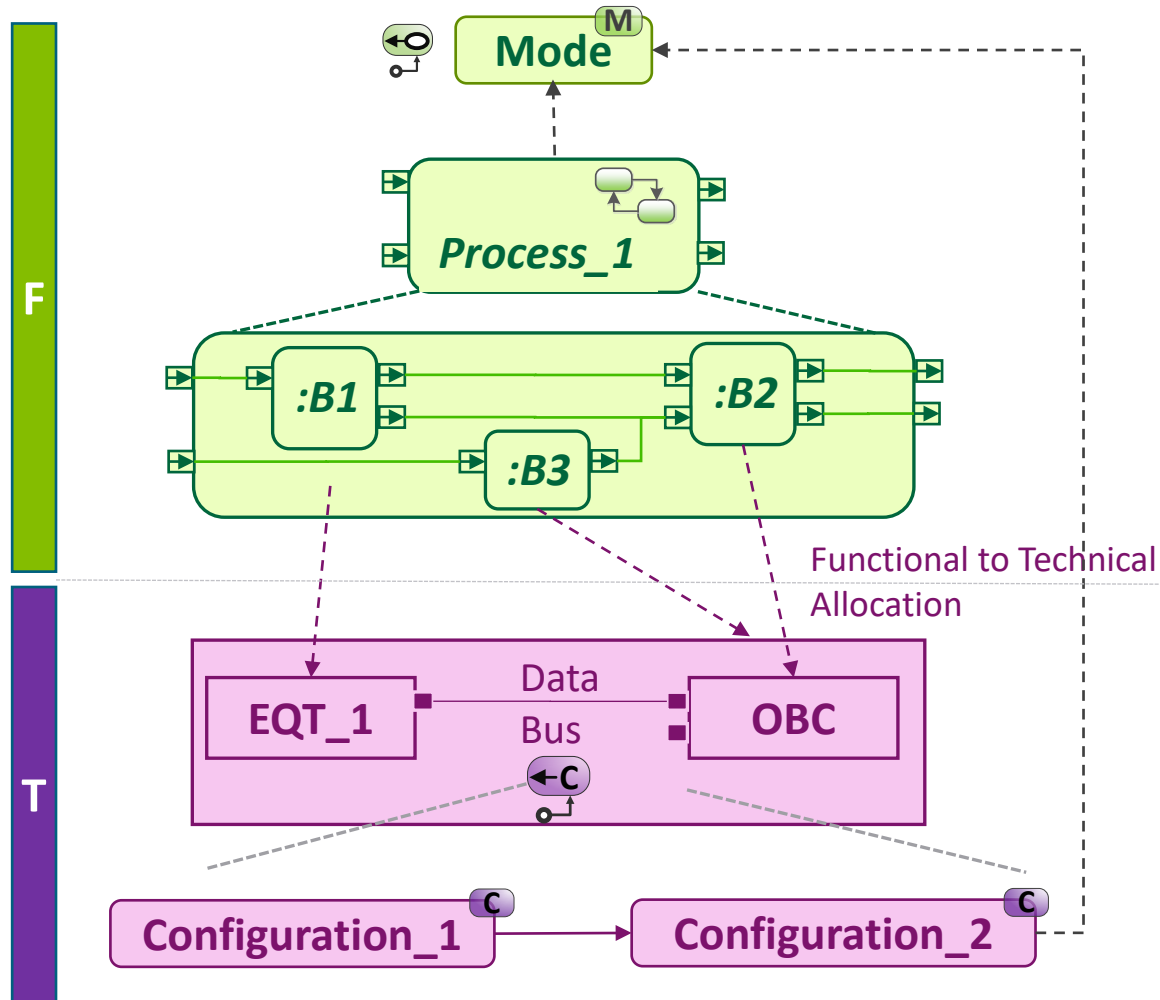 M
Mode
F
Process_1
:B1
:B2
:B3
Functional to Technical
Allocation
T
Data
EQT_1
OBC
Bus
C
C
C
Configuration_1
Configuration_2